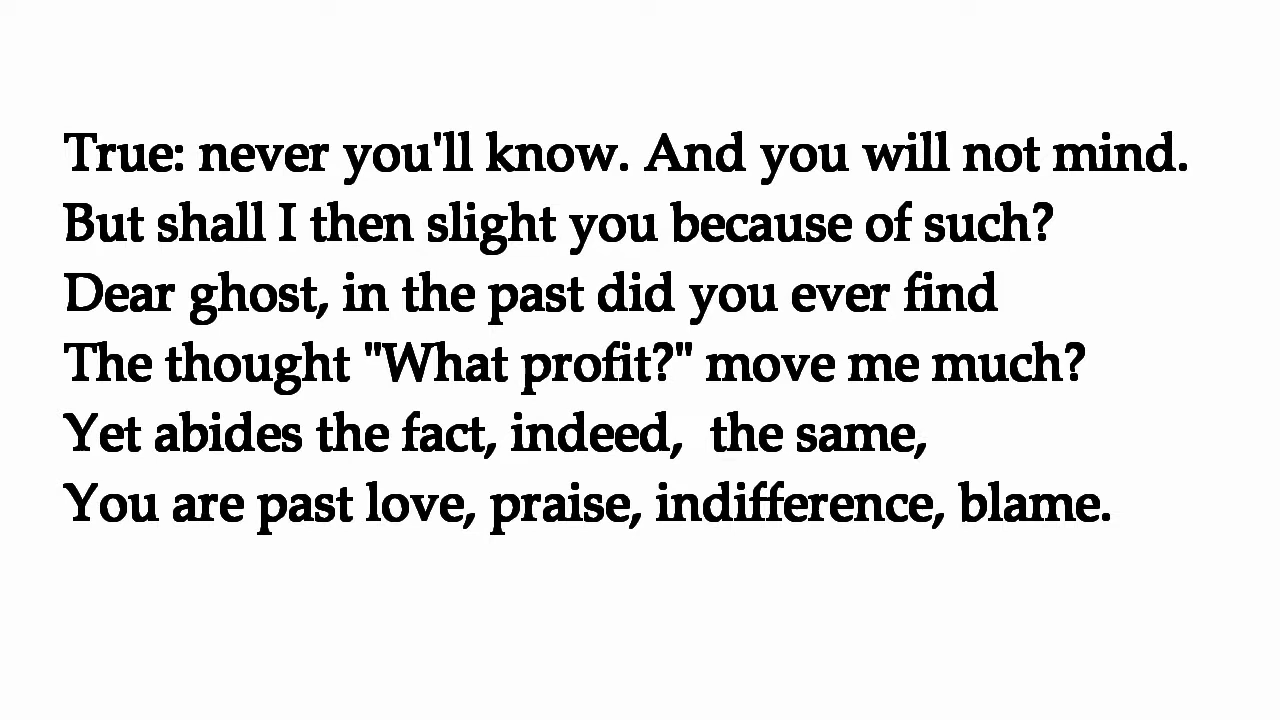 True: never you'll know. And you will not mind.
But shall I then slight you because of such?
Dear ghost, in the past did you ever find
The thought "What profit?" move me much?
Yet abides the fact, indeed,  the same,
You are past love, praise, indifference, blame.